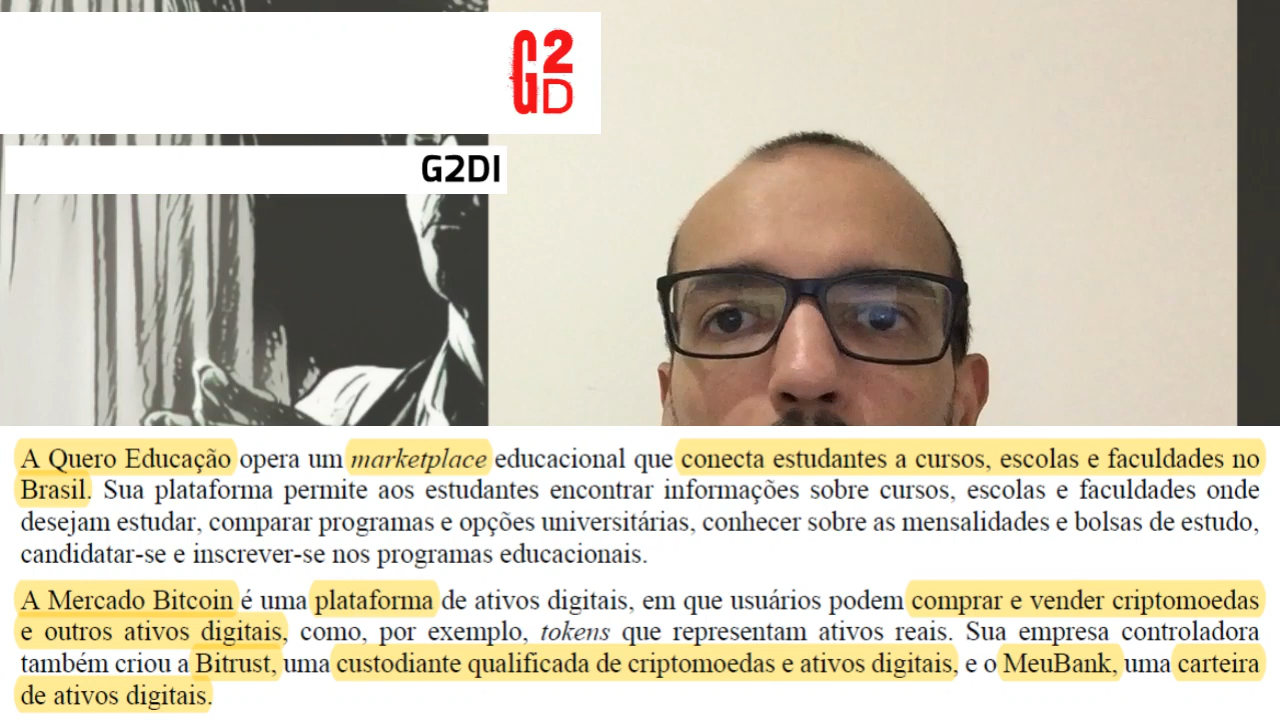 G2
D
G2DI
A Quero Educação opera um marketplace educacional que conecta estudantes a cursos, escolas e faculdades no
Brasil. Sua plataforma permite aos estudantes encontrar informações sobre cursos, escolas e faculdades onde
desejam estudar, comparar programas e opções universitárias, conhecer sobre as mensalidades e bolsas de estudo,
candidatar-se e inscrever-se nos programas educacionais.
A Mercado Bitcoin é uma plataforma de ativos digitais, em que usuários podem comprar e vender criptomoedas
e outros ativos digitais, como, por exemplo, tokens que representam ativos reais. Sua empresa controladora
também criou a Bitrust, uma custodiante qualificada de criptomoedas e ativos digitais, e o MeuBank, uma carteira
de ativos digitais.